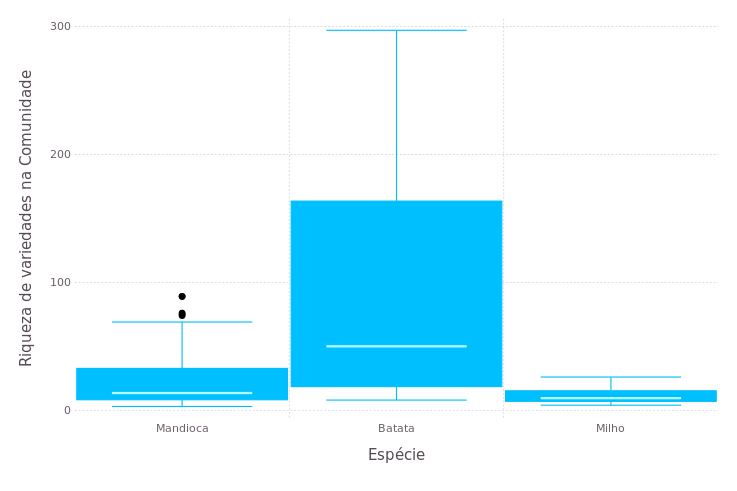 Riqueza de variedades na Comunidade
300
200
100
0
Mandioca
Batata
Milho
Espécie